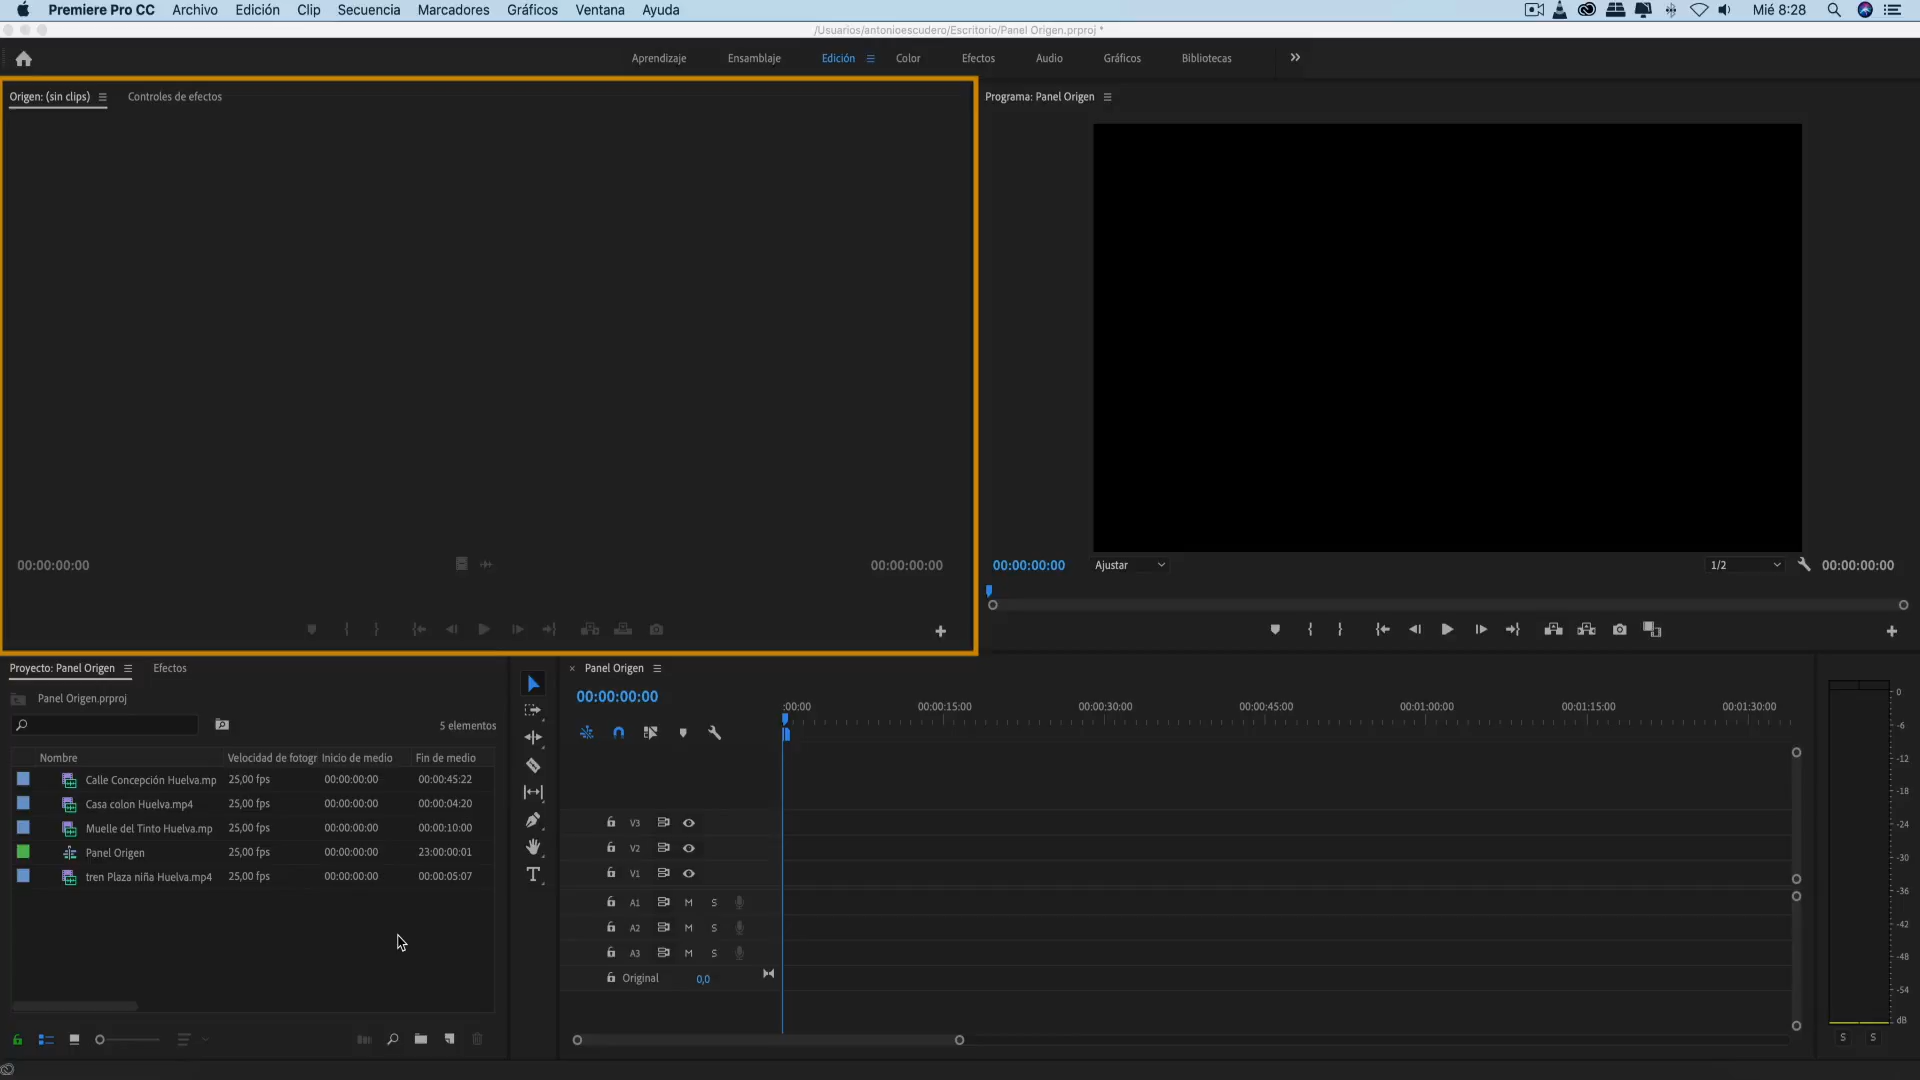 Premiere Pro CC Archivo Edición Clip Secuencia Marcadores Gráficos Ventana Ayuda Mié 8:28
/Usuarios/antonioescudero/Escritorio/Panel Origen.prproj *
Aprendizaje Ensamblaje Edición Color Efectos Audio Gráficos Bibliotecas
Origen: (sin clips) Controles de efectos
Programa: Panel Origen
00:00:00:00 00:00:00:00
00:00:00:00 Ajustar 1/2 00:00:00:00
Proyecto: Panel Origen Efectos
Panel Origen.prproj
5 elementos
Nombre Velocidad de fotogr Inicio de medio Fin de medio
Calle Concepción Huelva.mp 25,00 fps 00:00:00:00 00:00:45:22
Casa colon Huelva.mp4 25,00 fps 00:00:00:00 00:00:04:20
Muelle del Tinto Huelva.mp 25,00 fps 00:00:00:00 00:00:10:00
Panel Origen 25,00 fps 00:00:00:00 23:00:00:01
tren Plaza niña Huelva.mp4 25,00 fps 00:00:00:00 00:00:05:07
Panel Origen
00:00:00:00
:00:00 00:00:15:00 00:00:30:00 00:00:45:00 00:01:00:00 00:01:15:00 00:01:30:00
V3
V2
V1
A1 M S
A2 M S
A3 M S
Original 0,0
0
-6
-12
-18
-24
-30
-36
-42
-48
-54
dB
S S